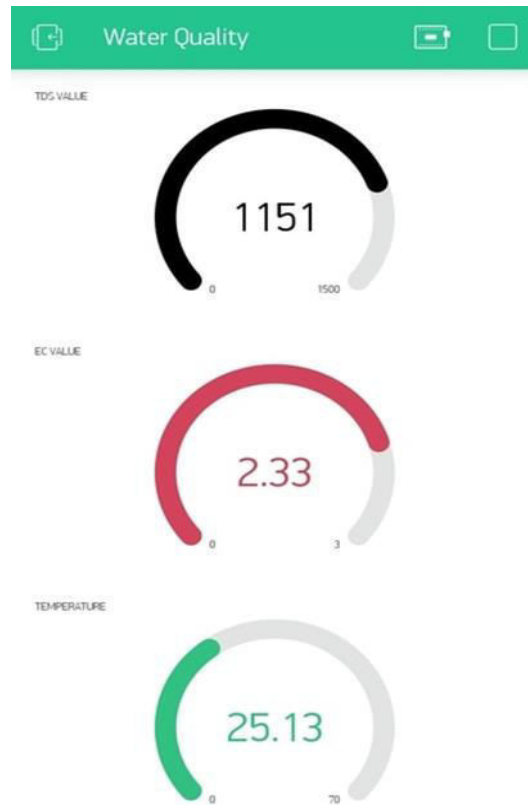 Water Quality
TDS VALUE
1151
0 1500
EC VALUE
2.33
0 3
TEMPERATURE
25.13
0 70